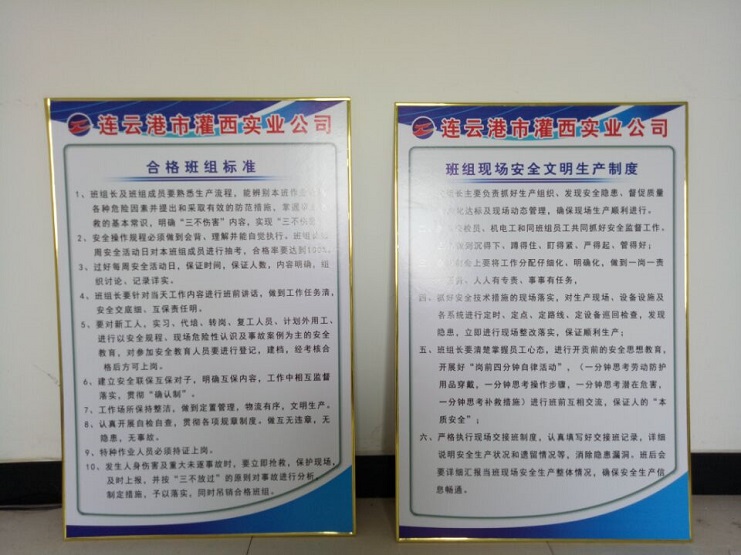 连云港市灌西实业公司
合格班组标准
1、班组长及班组成员要熟悉生产流程，能辨别本班作业
各种危险因素并提出和采取有效的防范措施，掌握
救的基本常识，明确“三不伤害”内容，实现“三不伤害
2、安全操作规程必须做到会背、理解并能自觉执行。班组
每周安全活动日对本班组成员进行抽考，合格率要达到100%
3、过好每周安全活动日，保证时间，保证人数，内容明确，组
织讨论、记录详实。
4、班组长要针对当天工作内容进行班前讲话，做到工作任务清，
安全交底细、互保责任明。
5、要对新工人，实习、代培、转岗、复工人员、计划外用工、
进行以安全规程、现场危险性认识及事故案例为主的安全
教育，对参加安全教育人员要进行登记，建档，经考核合
格后方可上岗。
6、建立安全联保互保对子，明确互保内容，工作中相互监督
落实，贯彻“确认制”。
7、工作场所保持整洁，做到定置管理，物流有序，文明生产。
8、认真开展自检自查，贯彻各项规章制度。做互无违章，无
隐患，无事故。
9、特种作业人员必须持证上岗。
10、发生人身伤害及重大未遂事故时，要立即抢救，保护现场，
及时上报，并按“三不放过”的原则对事故进行分析，
制定措施，予以落实，同时吊销合格班组。
连云港市灌西实业公司
班组现场安全文明生产制度
长主要负责抓好生产组织、发现安全隐患、督促质量
化达标及现场动态管理，确保现场生产顺利进行。
检员，机电工和同班组员工共同抓好安全监督工作。
做到沉得下、蹲得住、盯得紧、严得起、管得好；
会上要将工作分配仔细化、明确化，做到一岗一责
人人有专责、事事有任务，
四、抓好安全技术措施的现场落实，对生产现场、设备设施及
各系统进行定时、定点、定路线、定设备巡回检查，发现
隐患，立即进行现场整改落实，保证顺利生产；
五、班组长要清楚掌握员工心态，进行开贡前的安全思想教育，
开展好“岗前四分钟自律活动”，（一分钟思考劳动防护
用品穿戴，一分钟思考操作步骤，一分钟思考潜在危害，
一分钟思考补救措施）进行班前互相交流，保证人的“本
质安全”；
六、严格执行现场交接班制度，认真填写好交接班记录，详细
说明安全生产状况和遗留情况等，消除隐患漏洞，班后会
要详细汇报当班现场安全生产整体情况，确保安全生产信
息畅通。